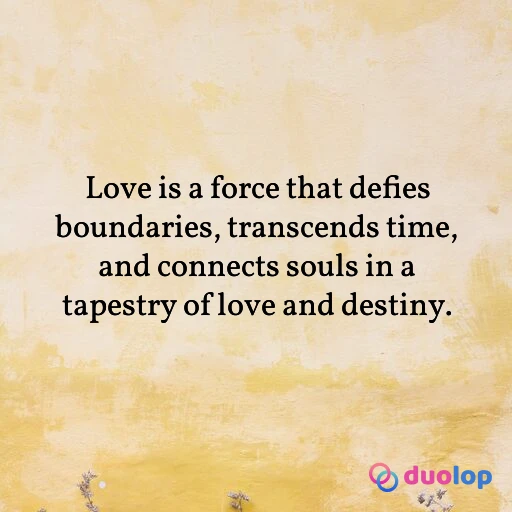 Love is a force that defies
boundaries, transcends time,
and connects souls in a
tapestry of love and destiny.
duolop